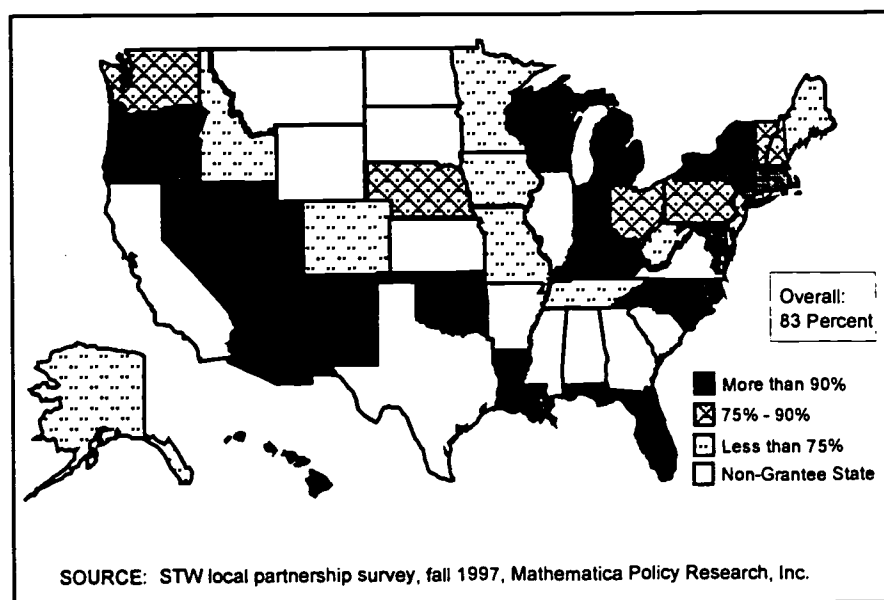 Overall:
83 Percent
More than 90%
75% - 90%
Less than 75%
Non-Grantee State
SOURCE: STW local partnership survey, fall 1997, Mathematica Policy Research, Inc.